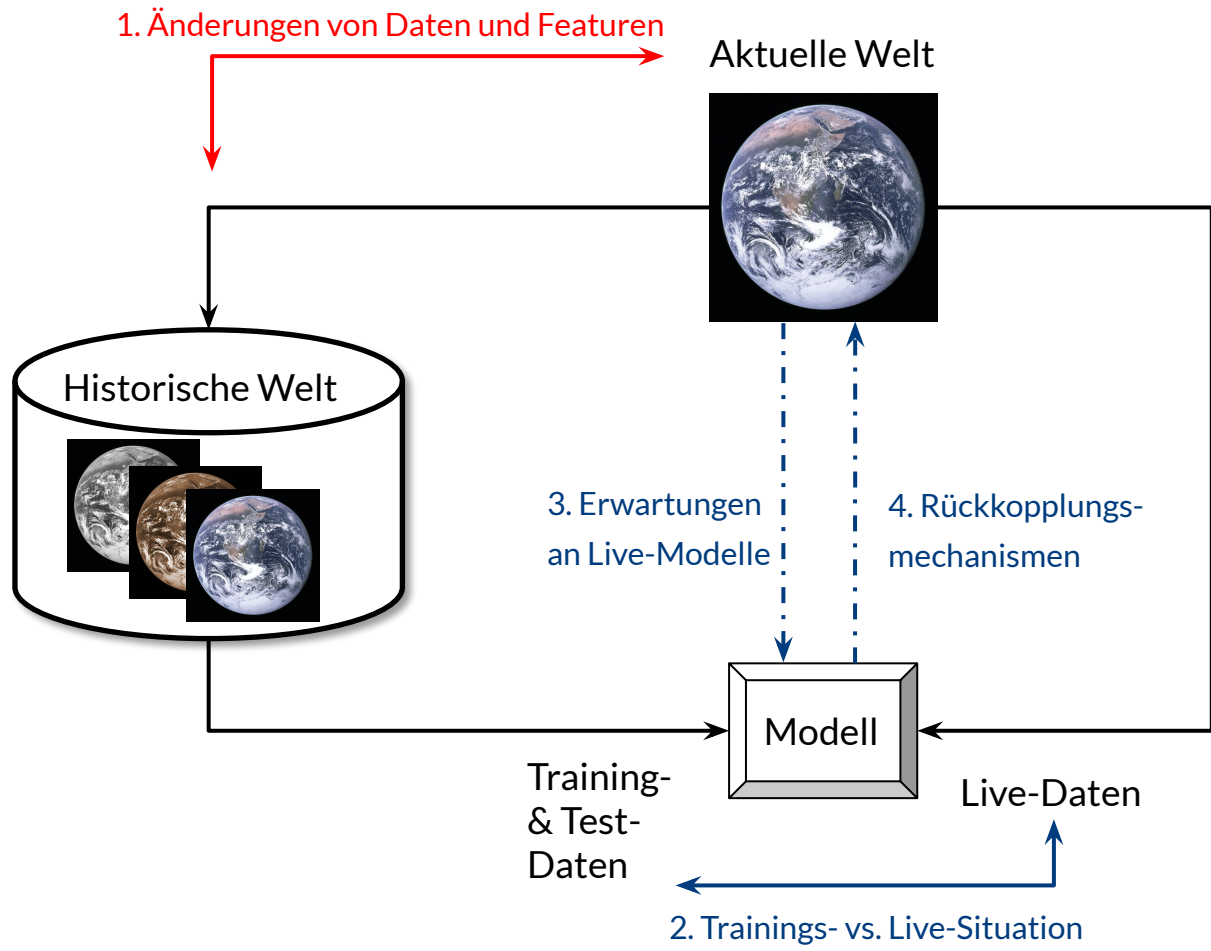 1. Änderungen von Daten und Featuren
Aktuelle Welt
Historische Welt
3. Erwartungen
an Live-Modelle
4. Rückkopplungs-
mechanismen
Modell
Training-
& Test-
Daten
Live-Daten
2. Trainings- vs. Live-Situation